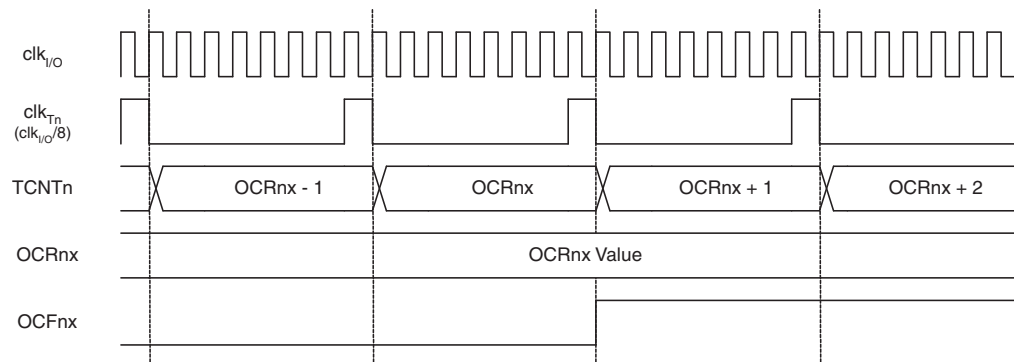 clkI/O
clkTn
(clkI/O/8)
TCNTn OCRnx - 1 OCRnx OCRnx + 1 OCRnx + 2
OCRnx OCRnx Value
OCFnx